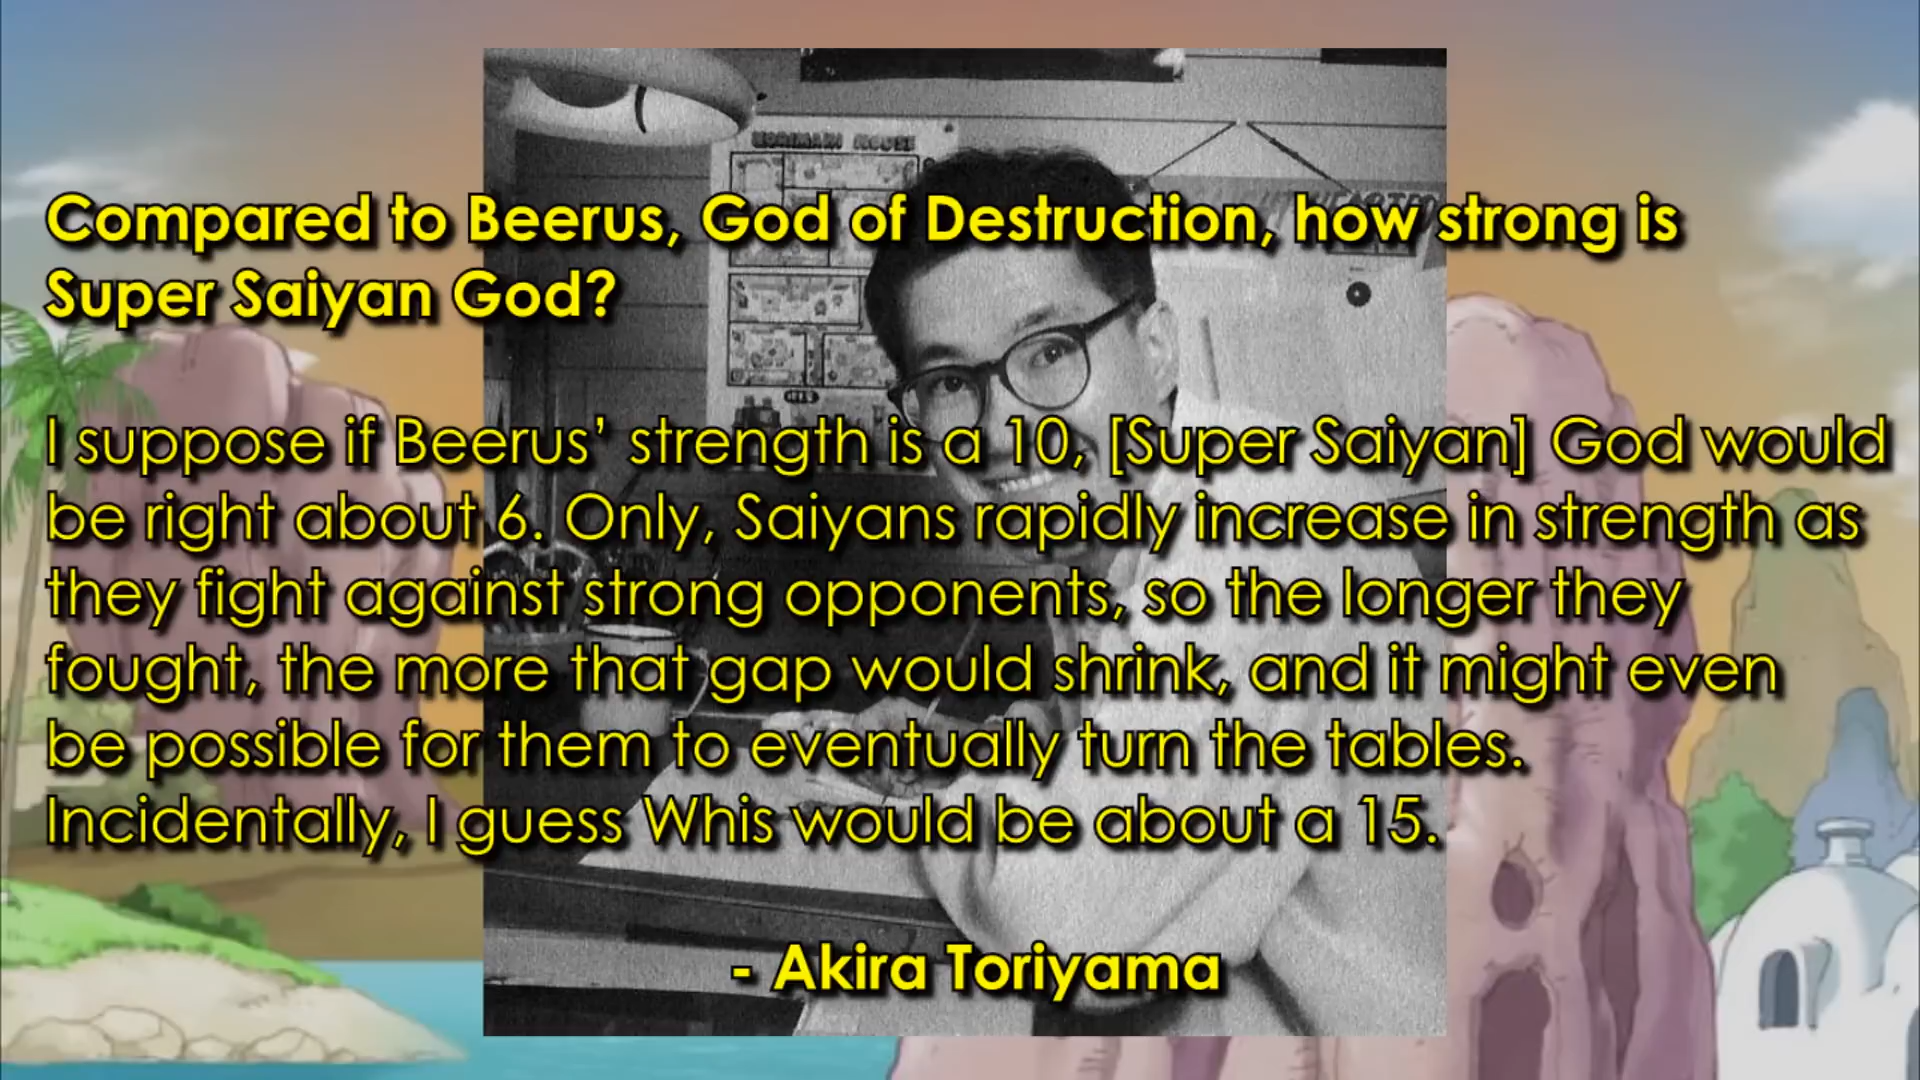 Compared to Beerus, God of Destruction, how strong is
Super Saiyan God?
I suppose if Beerus’ strength is a 10, [Super Saiyan] God would
be right about 6. Only, Saiyans rapidly increase in strength as
they fight against strong opponents, so the longer they
fought, the more that gap would shrink, and it might even
be possible for them to eventually turn the tables.
Incidentally, I guess Whis would be about a 15.
- Akira Toriyama